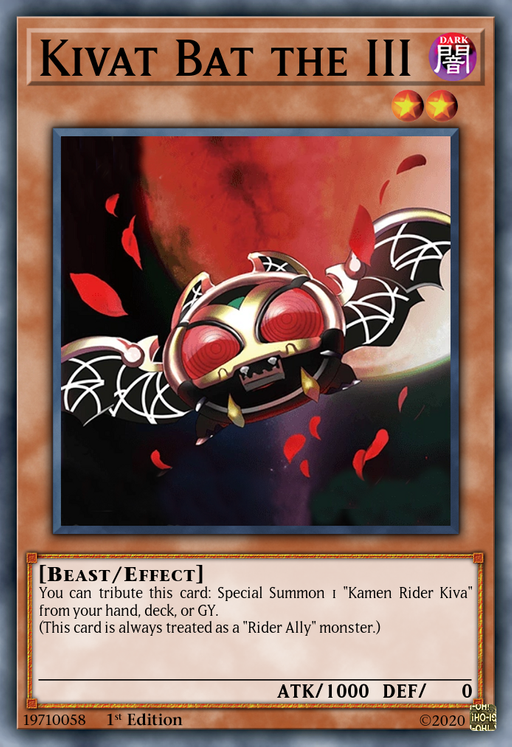 Kivat Bat the III
DARK
闇
[Beast/Effect]
You can tribute this card: Special Summon 1 "Kamen Rider Kiva"
from your hand, deck, or GY.
(This card is always treated as a "Rider Ally" monster.)
ATK/1000 DEF/ 0
19710058 1st Edition ©2020